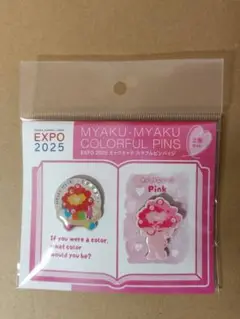 EXPO
2025
MYAKU-MYAKU
COLORFUL PINS
EXPO 2025 ミャクミャク カラフルピンバッジ
Pink
If you were a color,
what color
would you be?